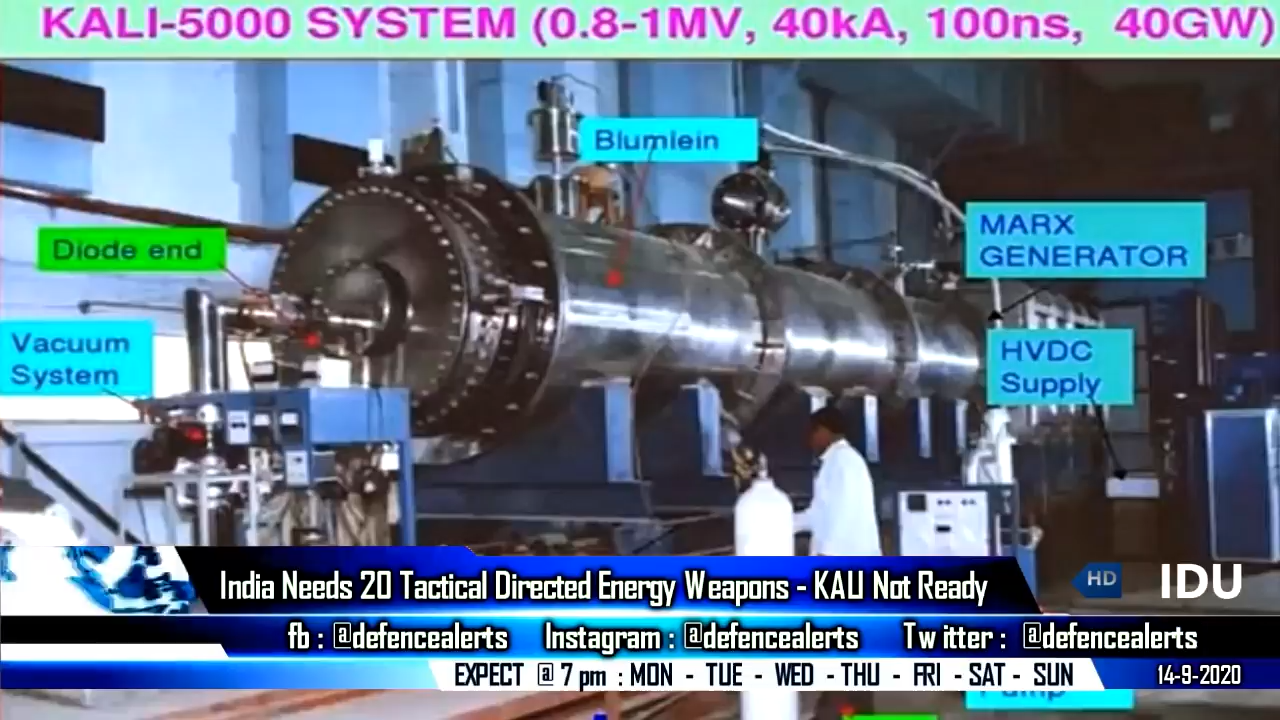 KALI-5000 SYSTEM (0.8-1MV, 40kA, 100ns, 40GW)
Blumlein
MARX
GENERATOR
Diode end
Vacuum
System
HVDC
Supply
India Needs 20 Tactical Directed Energy Weapons - KALI Not Ready
HD
IDU
fb : @defencealerts Instagram : @defencealerts Twitter : @defencealerts
EXPECT @ 7 pm : MON - TUE - WED - THU - FRI - SAT - SUN
14-9-2020
Pump